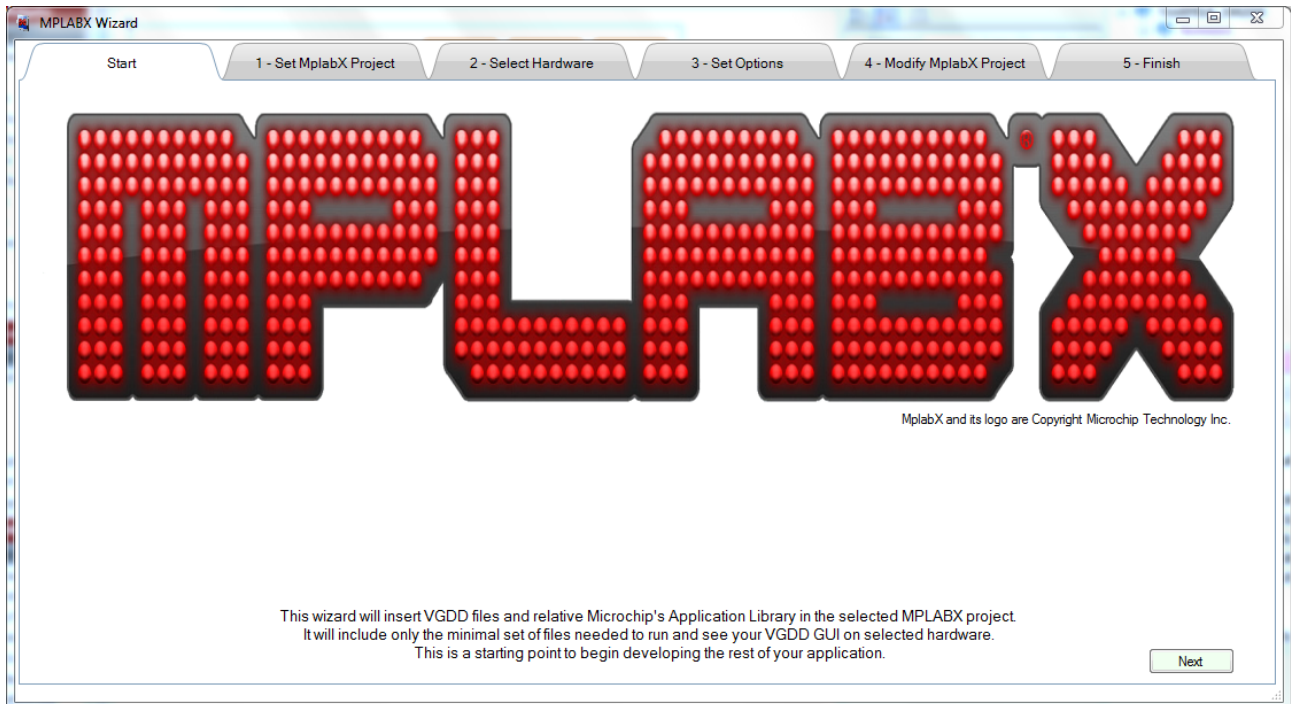 MPLABX Wizard
Start
1 - Set MplabX Project
2 - Select Hardware
3 - Set Options
4 - Modify MplabX Project
5 - Finish
MPLAB®X
MplabX and its logo are Copyright Microchip Technology Inc.
This wizard will insert VGDD files and relative Microchip's Application Library in the selected MPLABX project.
It will include only the minimal set of files needed to run and see your VGDD GUI on selected hardware.
This is a starting point to begin developing the rest of your application.
Next